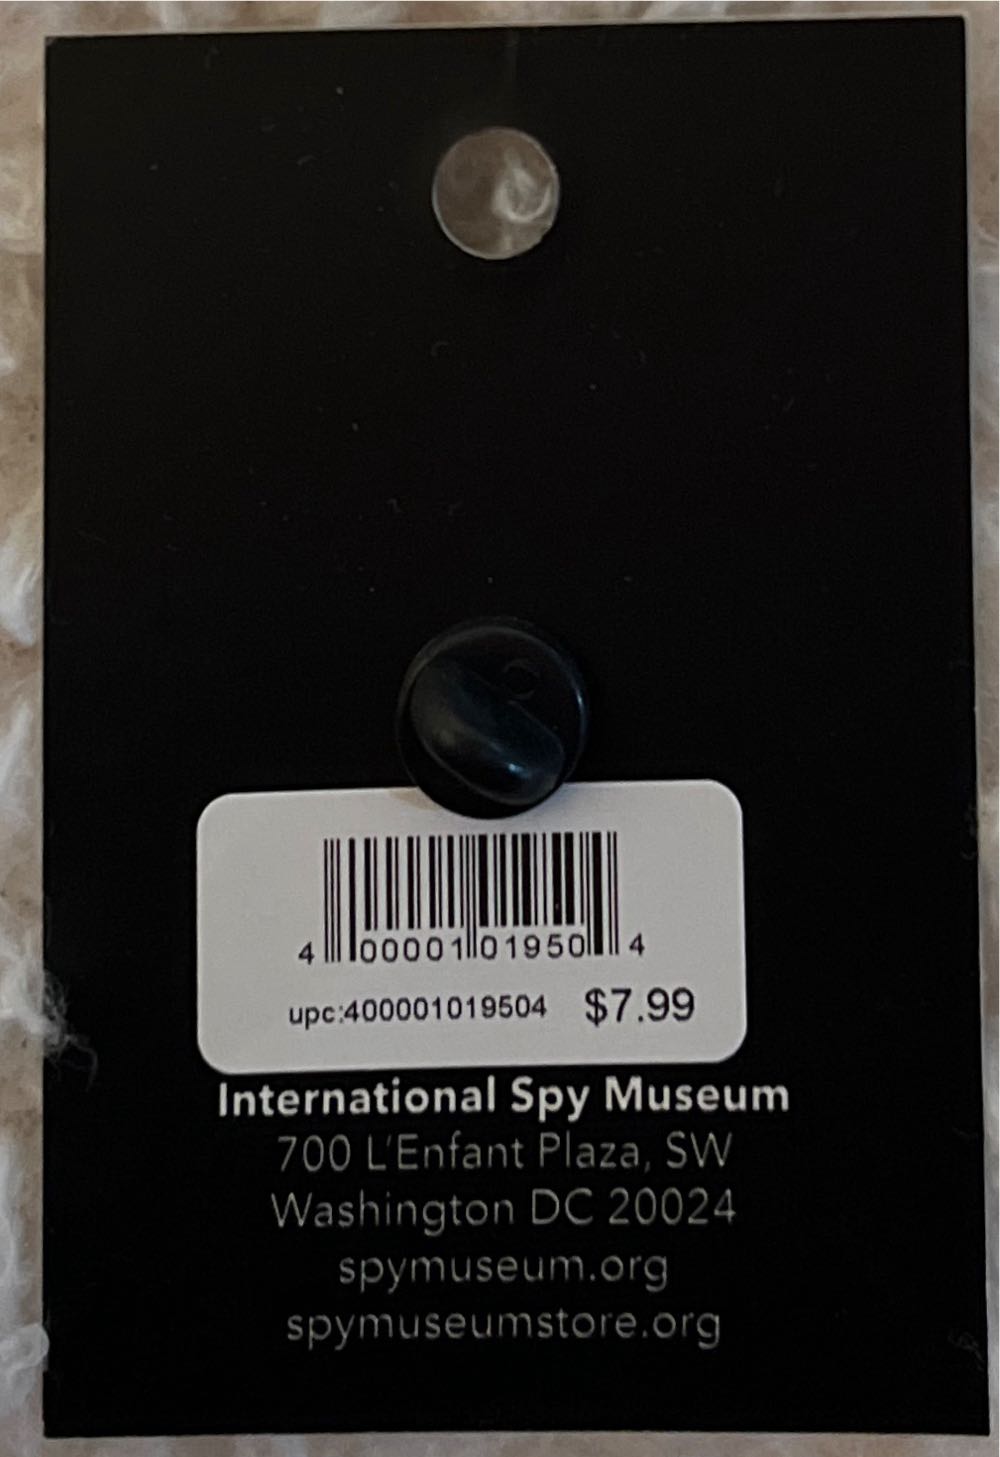 4 00001 01950 4
upc:400001019504 $7.99
International Spy Museum
700 L'Enfant Plaza, SW
Washington DC 20024
spymuseum.org
spymuseumstore.org